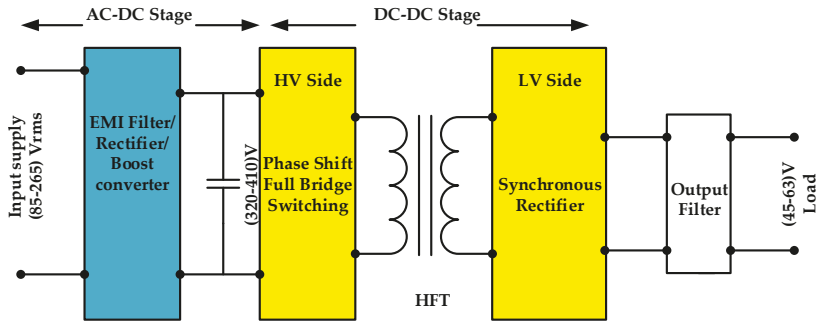 AC-DC Stage
DC-DC Stage
Input supply
(85-265) Vrms
EMI Filter/
Rectifier/
Boost
converter
(320-410)V
HV Side
Phase Shift
Full Bridge
Switching
HFT
LV Side
Synchronous
Rectifier
Output
Filter
(45-63)V
Load